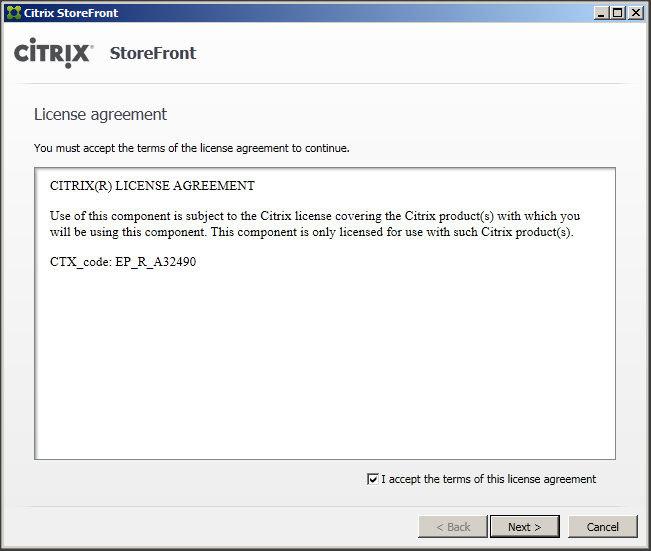 Citrix StoreFront
CİTRIX® StoreFront
License agreement
You must accept the terms of the license agreement to continue.
CITRIX(R) LICENSE AGREEMENT
Use of this component is subject to the Citrix license covering the Citrix product(s) with which you
will be using this component. This component is only licensed for use with such Citrix product(s).
CTX_code: EP_R_A32490
I accept the terms of this license agreement
< Back Next > Cancel